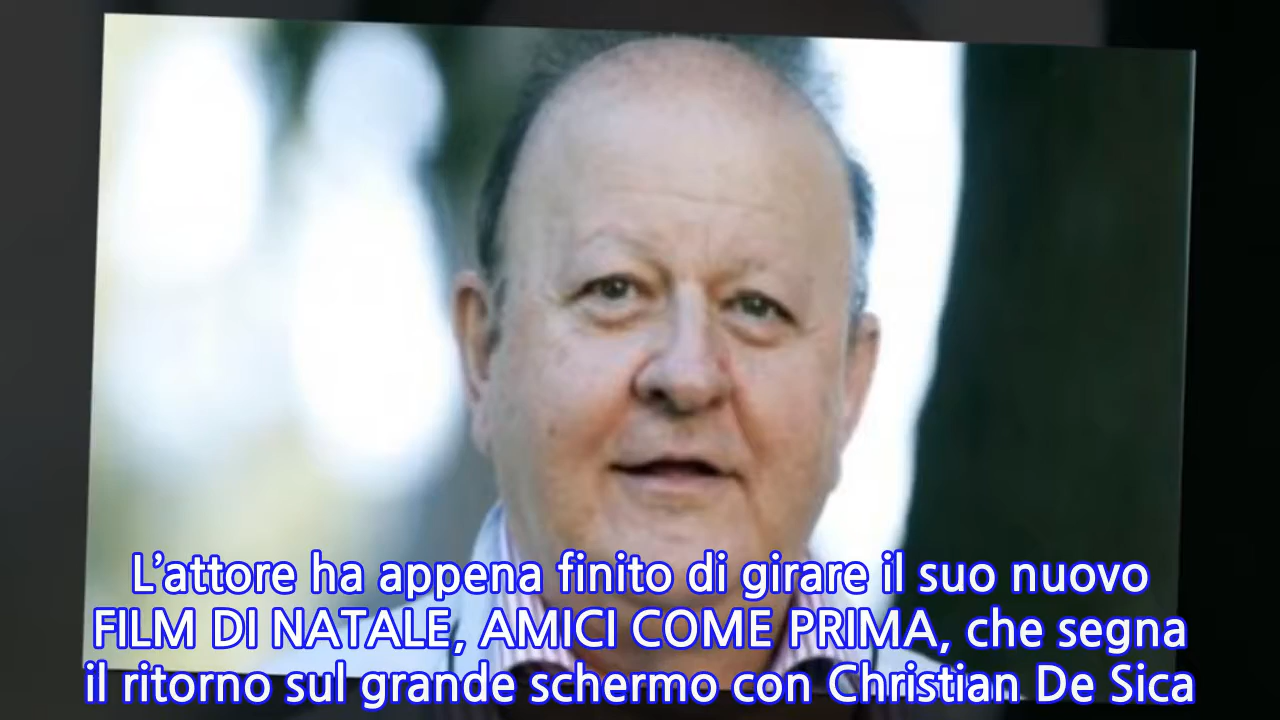 L’attore ha appena finito di girare il suo nuovo
FILM DI NATALE, AMICI COME PRIMA, che segna
il ritorno sul grande schermo con Christian De Sica